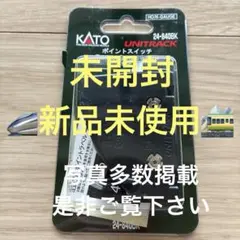 HO/N-GAUGE
KATO
24-840BK
UNITRACK
ポイントスイッチ
未開封
新品未使用
写真多数掲載
是非ご覧下さい